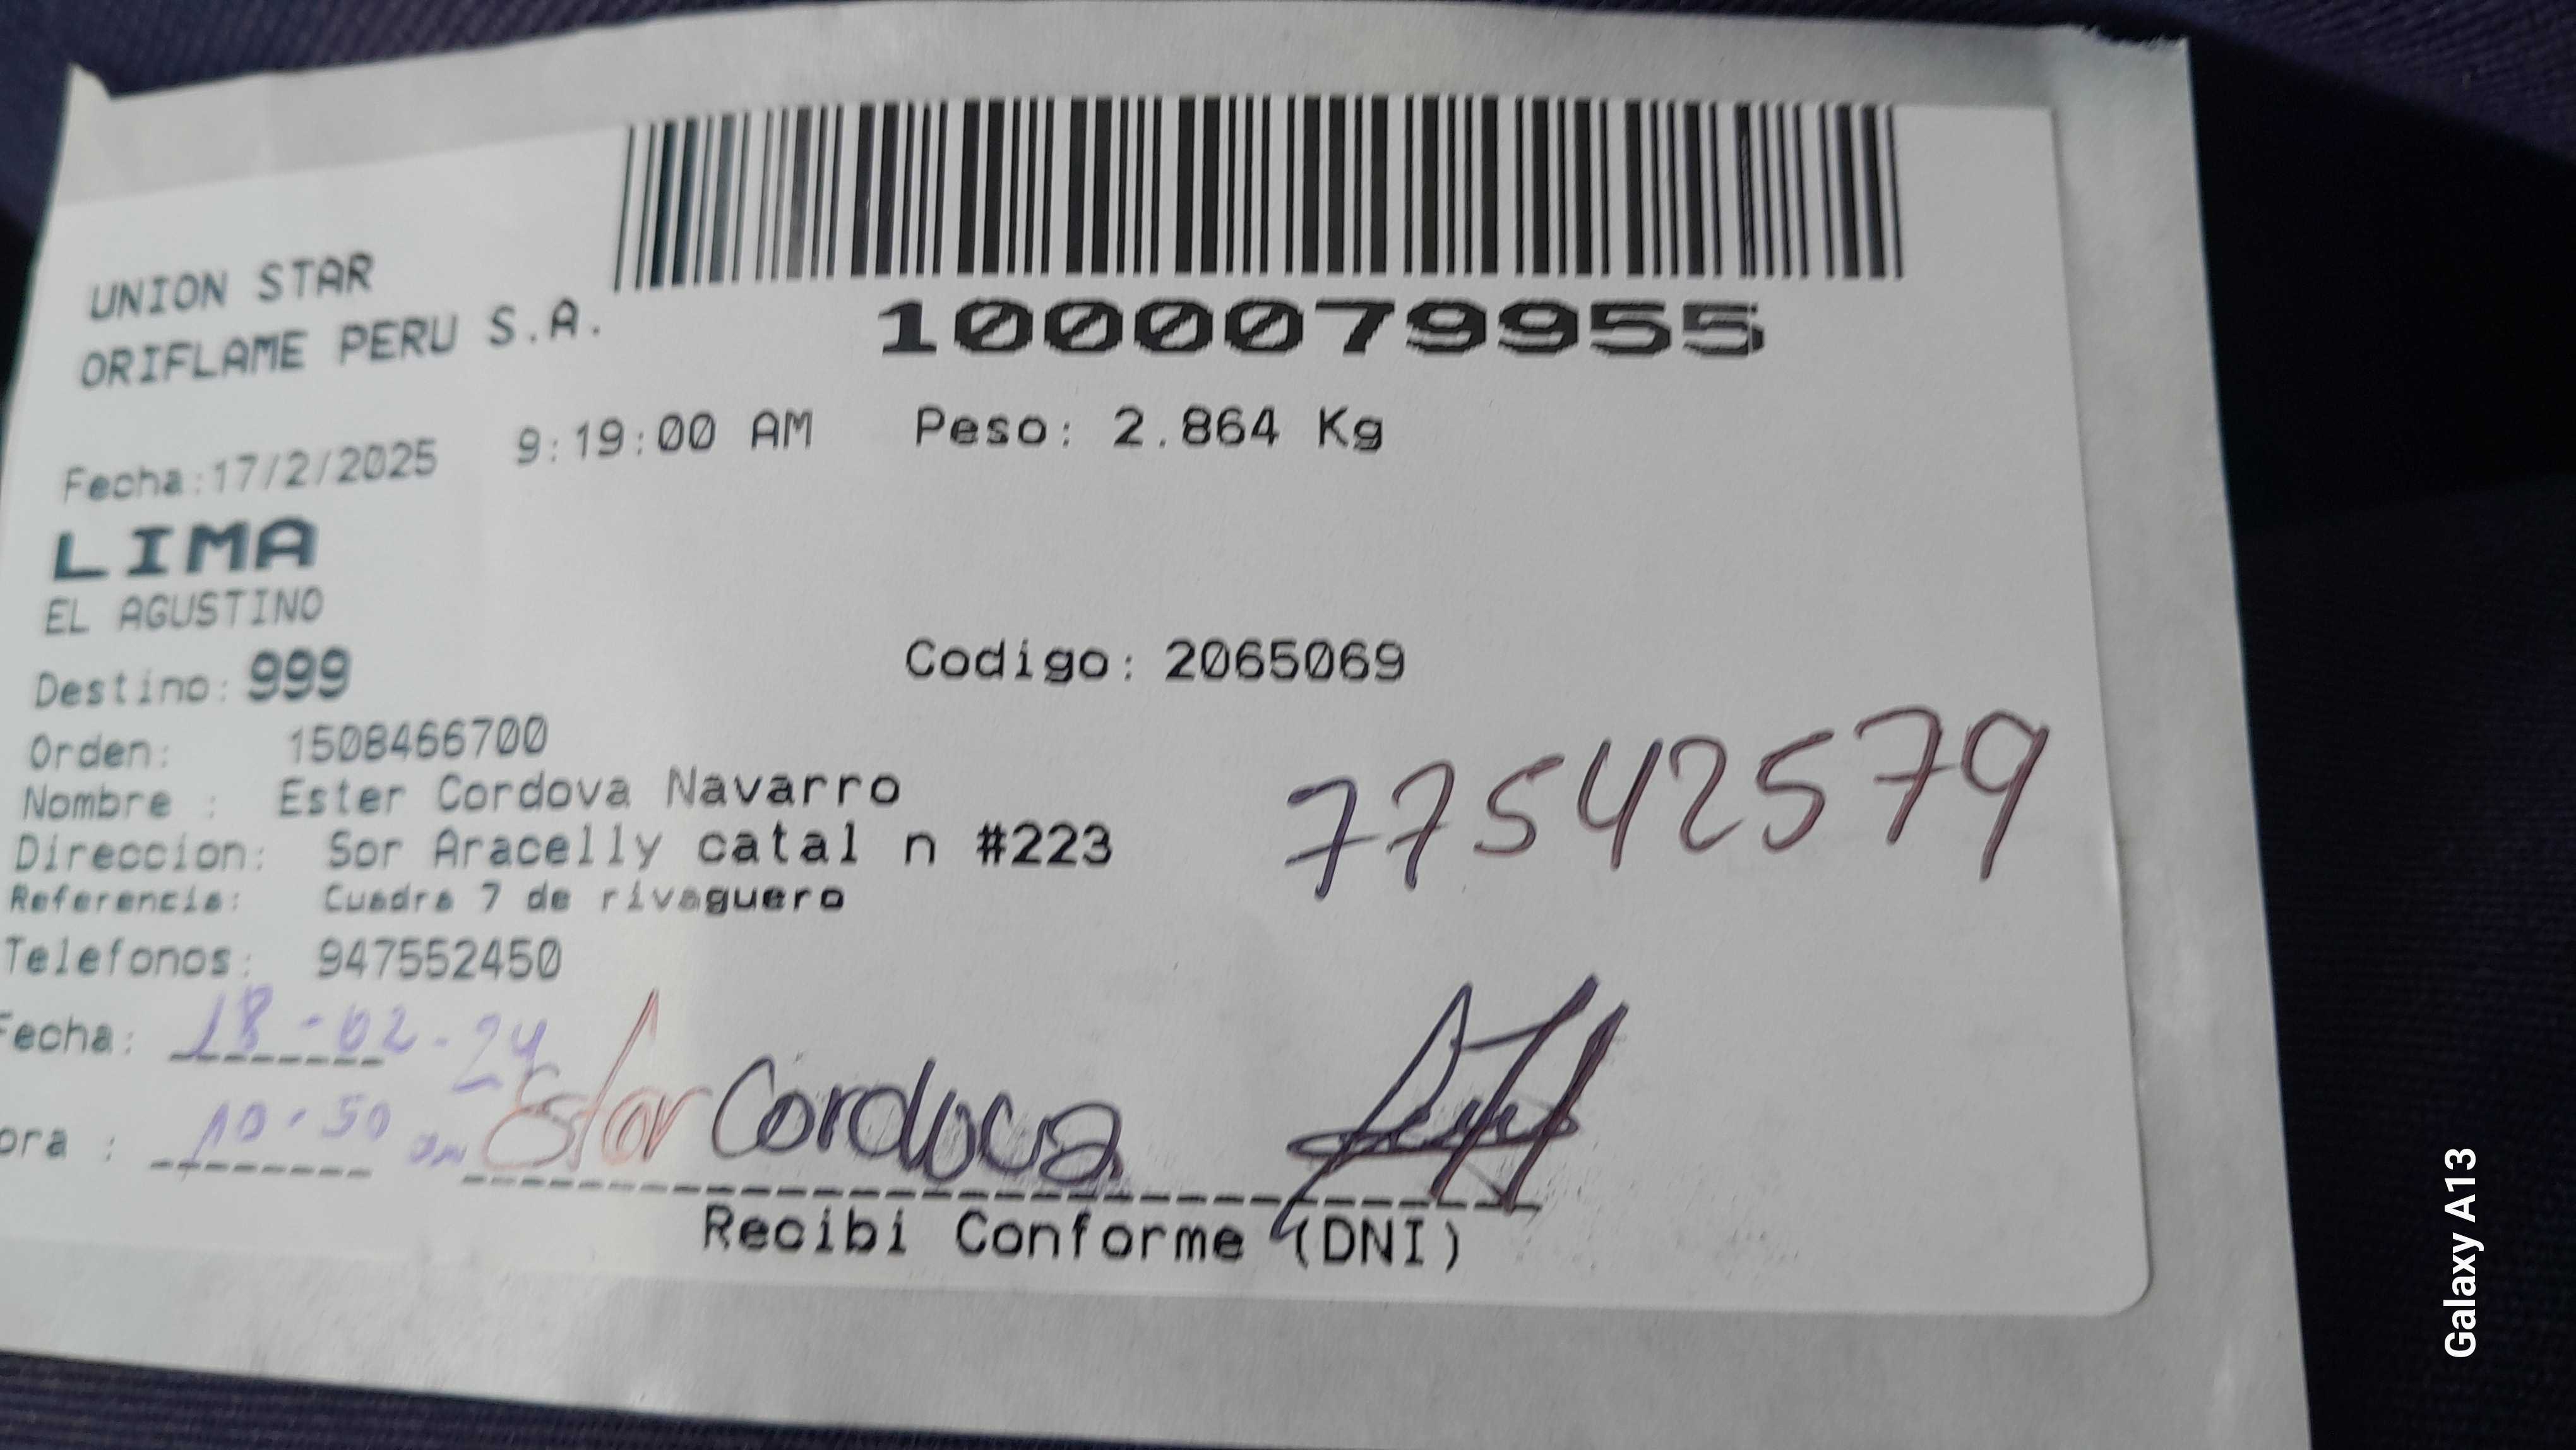 UNION STAR
ORIFLAME PERU S.A.
1000079955
Fecha:17/2/2025 9:19:00 AM Peso: 2.864 Kg
LIMA
EL AGUSTINO
Destino: 999 Codigo: 2065069
Orden: 1508466700
Nombre : Ester Cordova Navarro
77542579
Direccion: Sor Aracelly catal n #223
Referencia: Cuadra 7 de rivaguero
Telefonos: 947552450
Fecha: 18-02-24
ora : 10-50 am
Ester Cordova
Recibi Conforme (DNI)
Galaxy A13